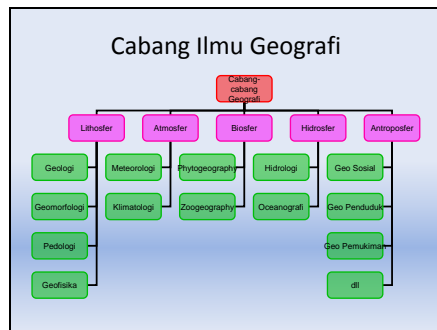 Cabang Ilmu Geografi
Cabang-
cabang
Geografi
Lithosfer
Atmosfer
Biosfer
Hidrosfer
Antroposfer
Geologi
Meteorologi
Phytogeography
Hidrologi
Geo Sosial
Geomorfologi
Klimatologi
Zoogeography
Oceanografi
Geo Penduduk
Pedologi
Geo Pemukiman
Geofisika
dll